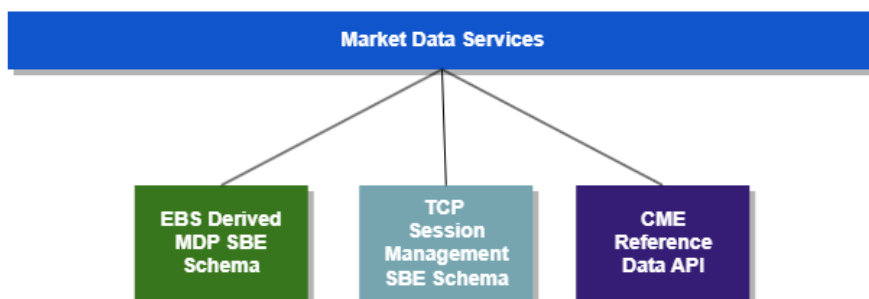 Market Data Services
EBS Derived
MDP SBE
Schema
TCP
Session
Management
SBE Schema
CME
Reference
Data API